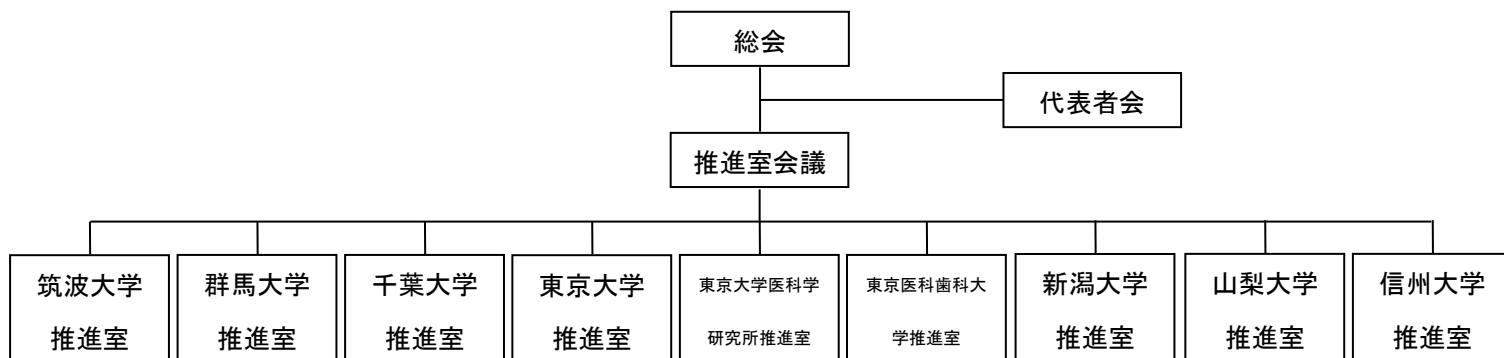 総会
代表者会
推進室会議
筑波大学
推進室
群馬大学
推進室
千葉大学
推進室
東京大学
推進室
東京大学医科学
研究所推進室
東京医科歯科大
学推進室
新潟大学
推進室
山梨大学
推進室
信州大学
推進室